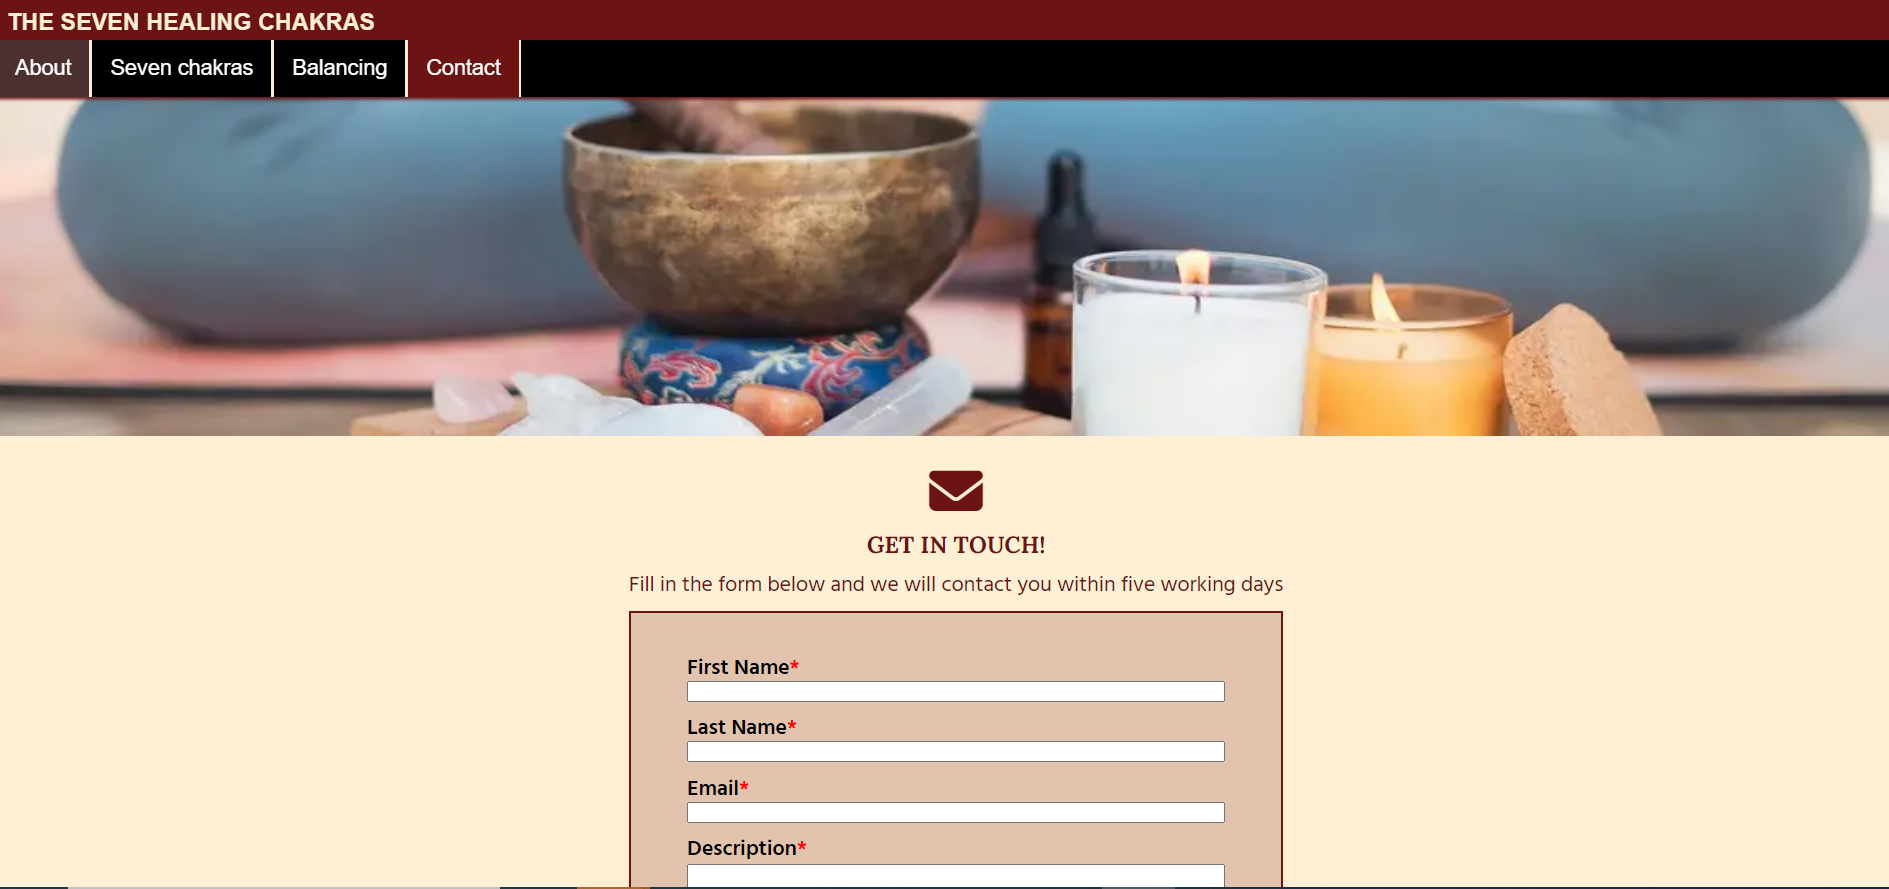 THE SEVEN HEALING CHAKRAS
About Seven chakras Balancing Contact
GET IN TOUCH!
Fill in the form below and we will contact you within five working days
First Name*
Last Name*
Email*
Description*